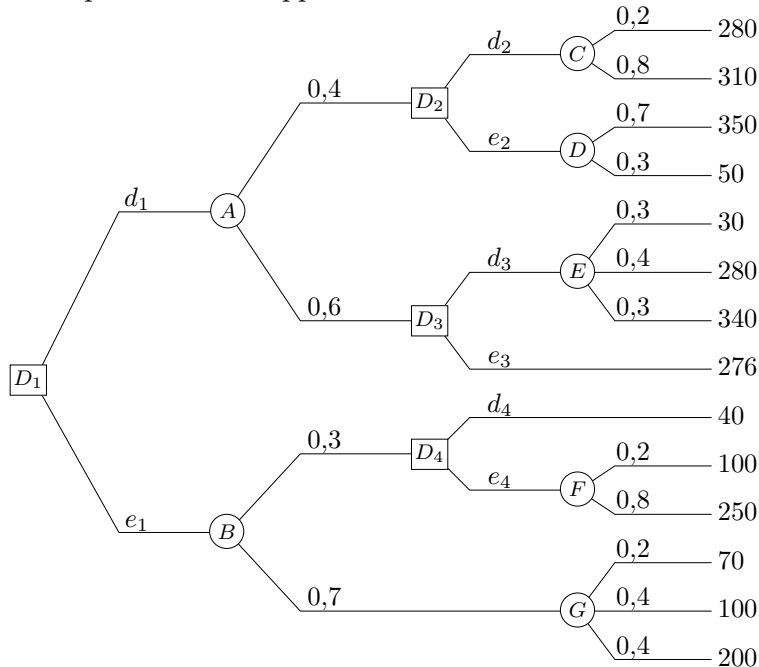 0,2 280
d2 C
0,8 310
0,4 D2
0,7 350
e2 D
0,3 50
d1 A
0,3 30
d3 E 0,4 280
0,3 340
0,6 D3
e3 276
D1
d4 40
0,3 D4
0,2 100
e4 F
0,8 250
e1 B
0,2 70
0,7 G 0,4 100
0,4 200